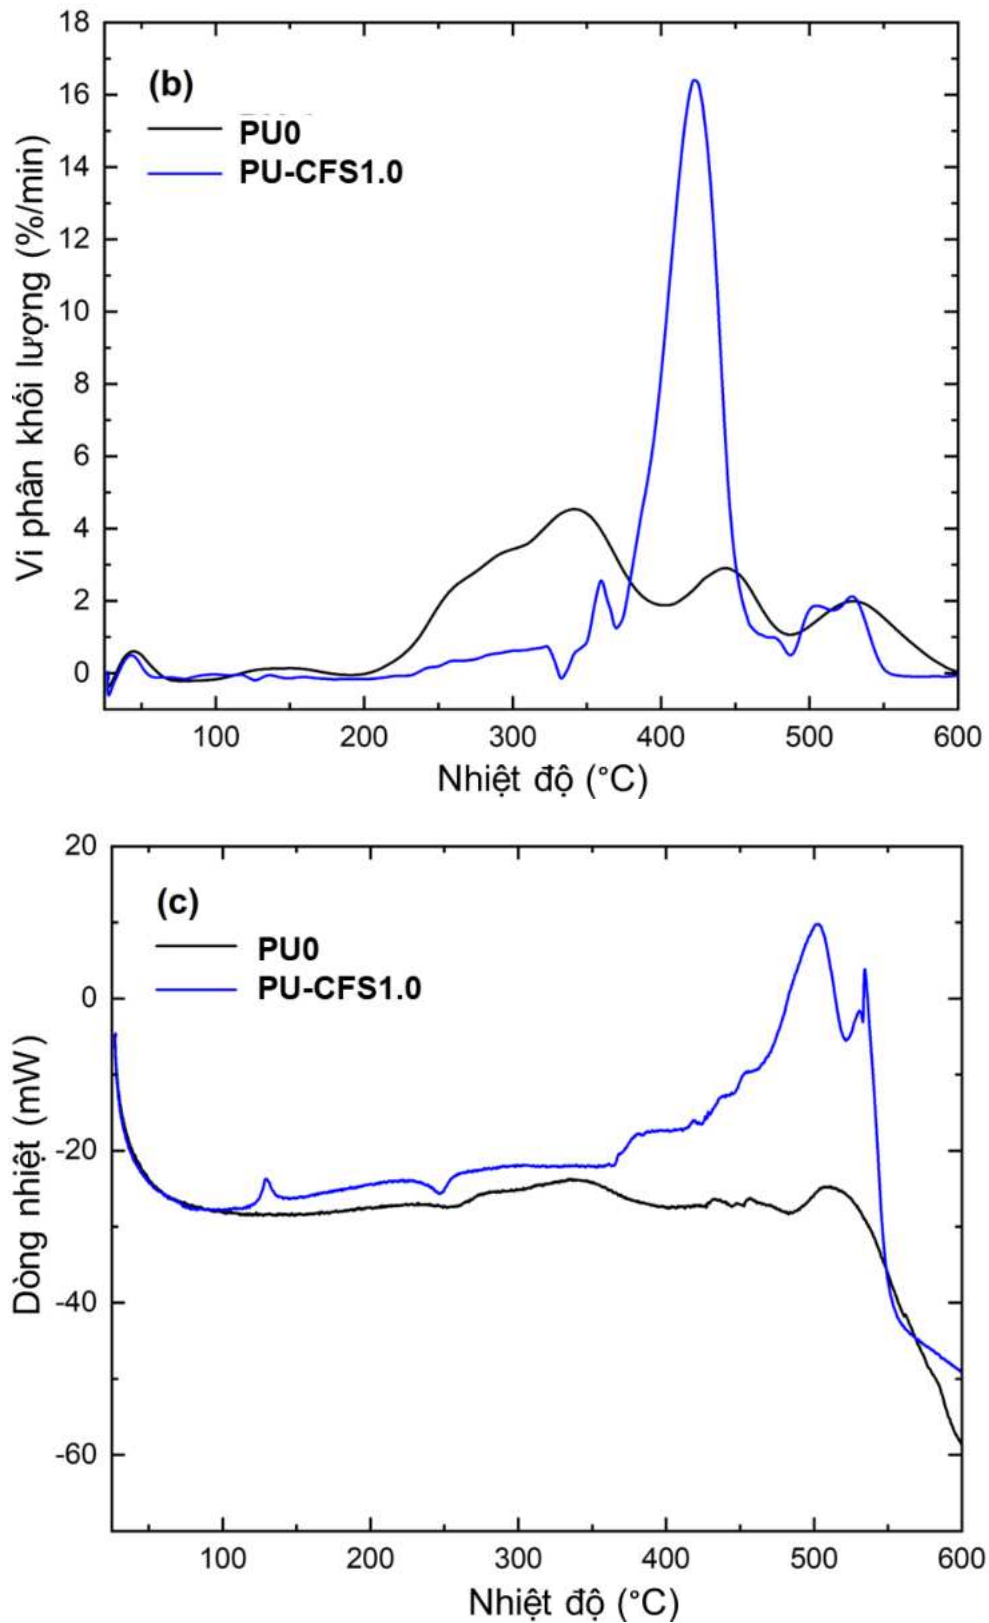 18
16
14
12
10
8
6
4
2
0
Vi phân khối lượng (%/min)
(b)
PU0
PU-CFS1.0
100 200 300 400 500 600
Nhiệt độ (°C)
20
0
-20
-40
-60
Dòng nhiệt (mW)
(c)
PU0
PU-CFS1.0
100 200 300 400 500 600
Nhiệt độ (°C)